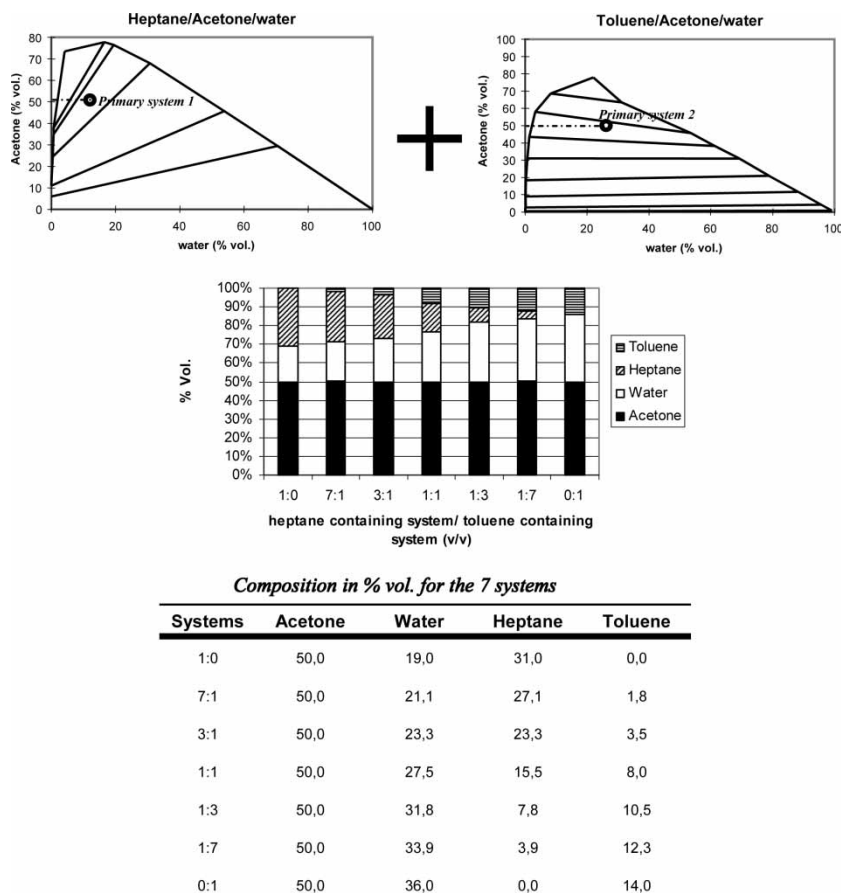 Heptane/Acetone/water
Acetone
(% vol.)
80
70
60
50
40
30
20
10
0
Primary system 1
0 20 40 60 80 100
water (% vol.)
Toluene/Acetone/water
Acetone
(% vol.)
100
90
80
70
60
50
40
30
20
10
0
Primary system 2
0 20 40 60 80 100
water (% vol.)
% Vol.
100%
90%
80%
70%
60%
50%
40%
30%
20%
10%
0%
1:0 7:1 3:1 1:1 1:3 1:7 0:1
heptane containing system/ toluene containing
system (v/v)
Toluene
Heptane
Water
Acetone
Composition in % vol. for the 7 systems
Systems Acetone Water Heptane Toluene
1:0 50,0 19,0 31,0 0,0
7:1 50,0 21,1 27,1 1,8
3:1 50,0 23,3 23,3 3,5
1:1 50,0 27,5 15,5 8,0
1:3 50,0 31,8 7,8 10,5
1:7 50,0 33,9 3,9 12,3
0:1 50,0 36,0 0,0 14,0